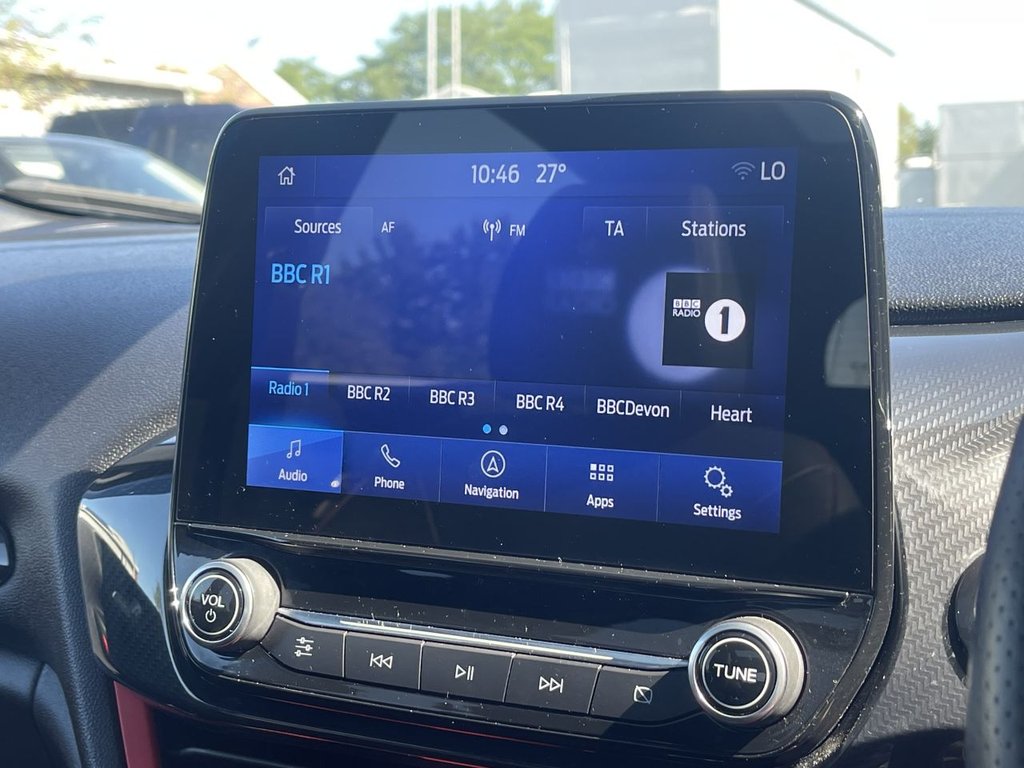 10:46 27° LO
Sources AF FM TA Stations
BBC R1
BBC
RADIO 1
Radio 1 BBC R2 BBC R3 BBC R4 BBCDevon Heart
Audio Phone Navigation Apps Settings
VOL
TUNE